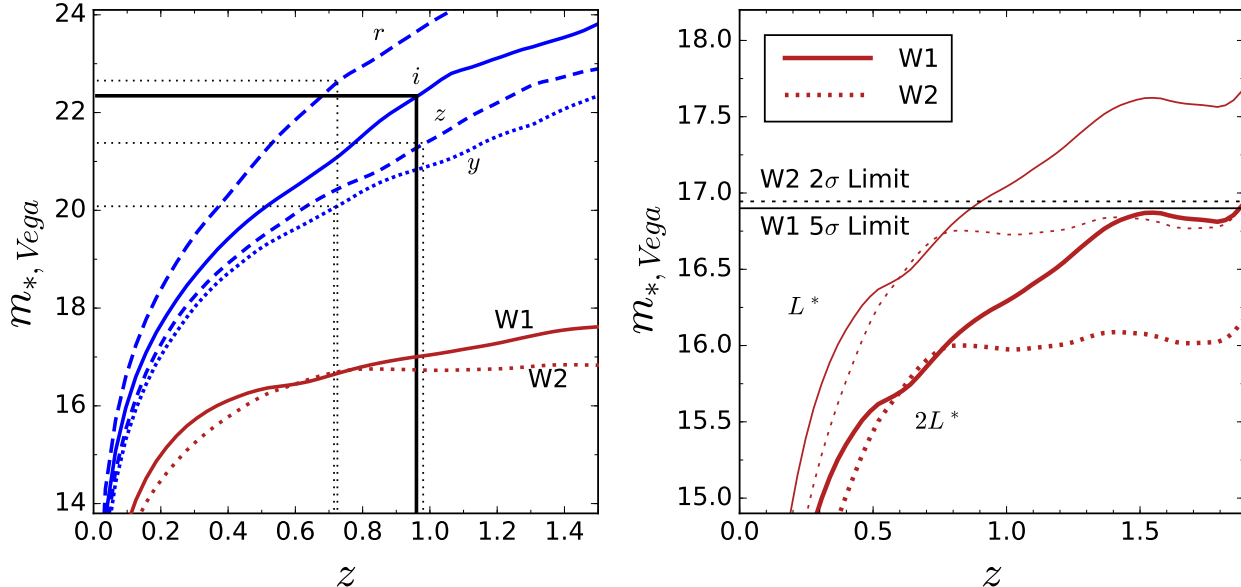 24
22
20
18
16
14
m*, Vega
r
i
z
y
W1
W2
0.0 0.2 0.4 0.6 0.8 1.0 1.2 1.4
z
18.0
17.5
17.0
16.5
16.0
15.5
15.0
m*, Vega
W1
W2
W2 2σ Limit
W1 5σ Limit
L*
2L*
0.0 0.5 1.0 1.5
z